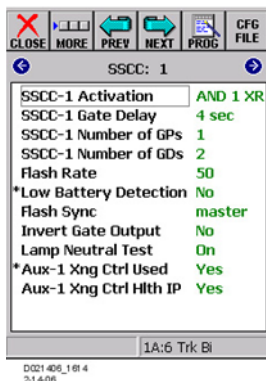 CLOSE MORE PREV NEXT PROG CFG FILE
SSCC: 1
SSCC-1 Activation AND 1 XR
SSCC-1 Gate Delay 4 sec
SSCC-1 Number of GPs 1
SSCC-1 Number of GDs 2
Flash Rate 50
*Low Battery Detection No
Flash Sync master
Invert Gate Output No
Lamp Neutral Test On
*Aux-1 Xng Ctrl Used Yes
Aux-1 Xng Ctrl Hlth IP Yes
1A:6 Trk Bi
D021406_1614
2-14-06